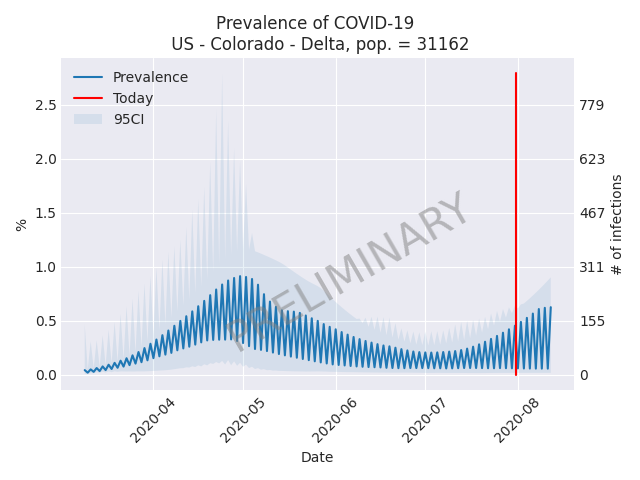 Prevalence of COVID-19
US - Colorado - Delta, pop. = 31162
Prevalence
Today
95CI
2.5
2.0
1.5
1.0
0.5
0.0
%
779
623
467
311
155
0
# of infections
PRELIMINARY
2020-04
2020-05
2020-06
2020-07
2020-08
Date